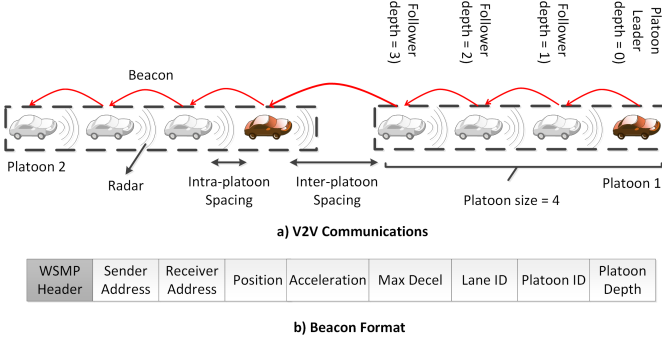 Follower
depth = 3)
Follower
depth = 2)
Follower
depth = 1)
Platoon
Leader
depth = 0)
Beacon
Platoon 2
Radar
Intra-platoon
Spacing
Inter-platoon
Spacing
Platoon size = 4
Platoon 1
a) V2V Communications
WSMP
Header
Sender
Address
Receiver
Address
Position
Acceleration
Max Decel
Lane ID
Platoon ID
Platoon
Depth
b) Beacon Format